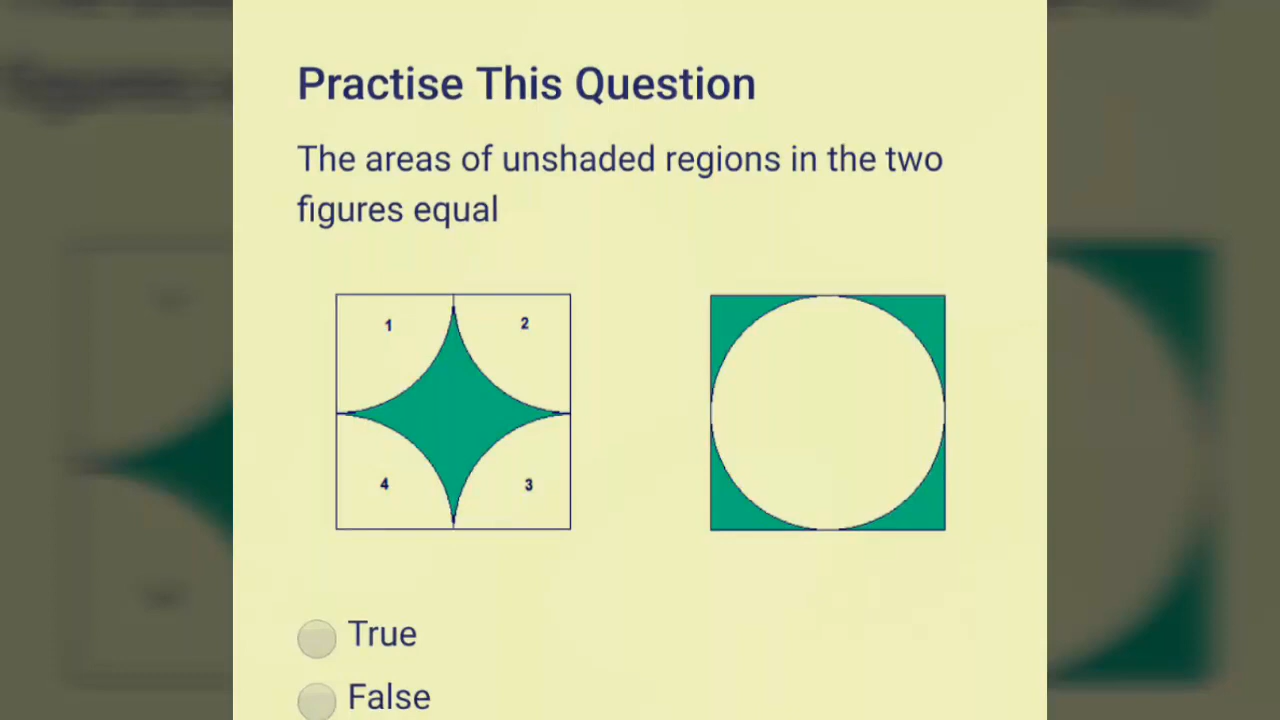 Practise This Question
The areas of unshaded regions in the two
figures equal
1
2
4
3
True
False